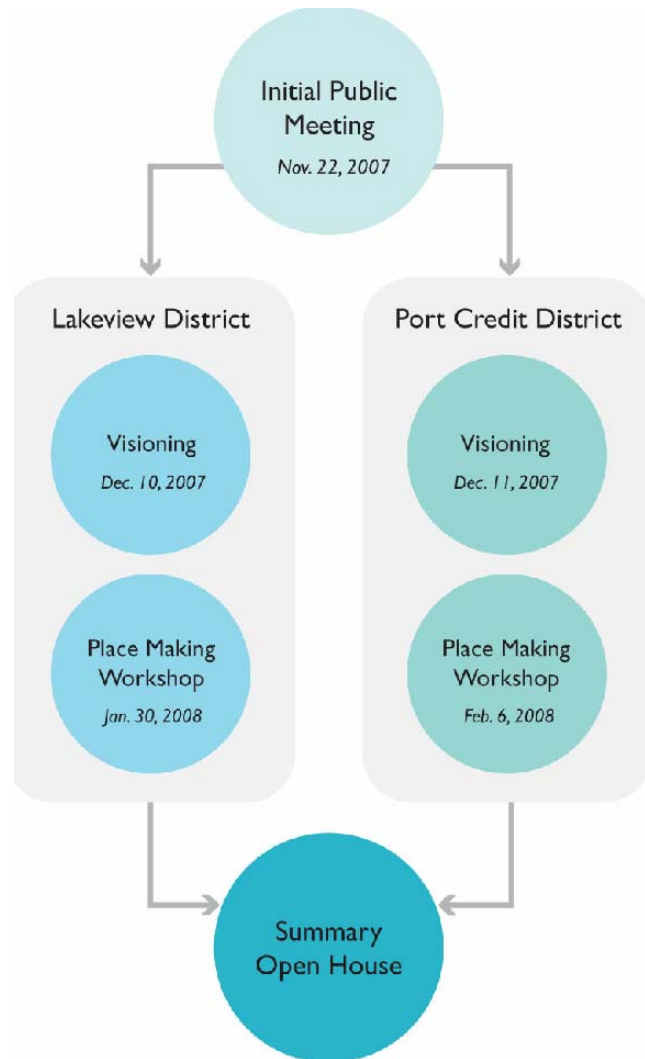 Initial Public
Meeting
Nov. 22, 2007
Lakeview District
Visioning
Dec. 10, 2007
Place Making
Workshop
Jan. 30, 2008
Port Credit District
Visioning
Dec. 11, 2007
Place Making
Workshop
Feb. 6, 2008
Summary
Open House